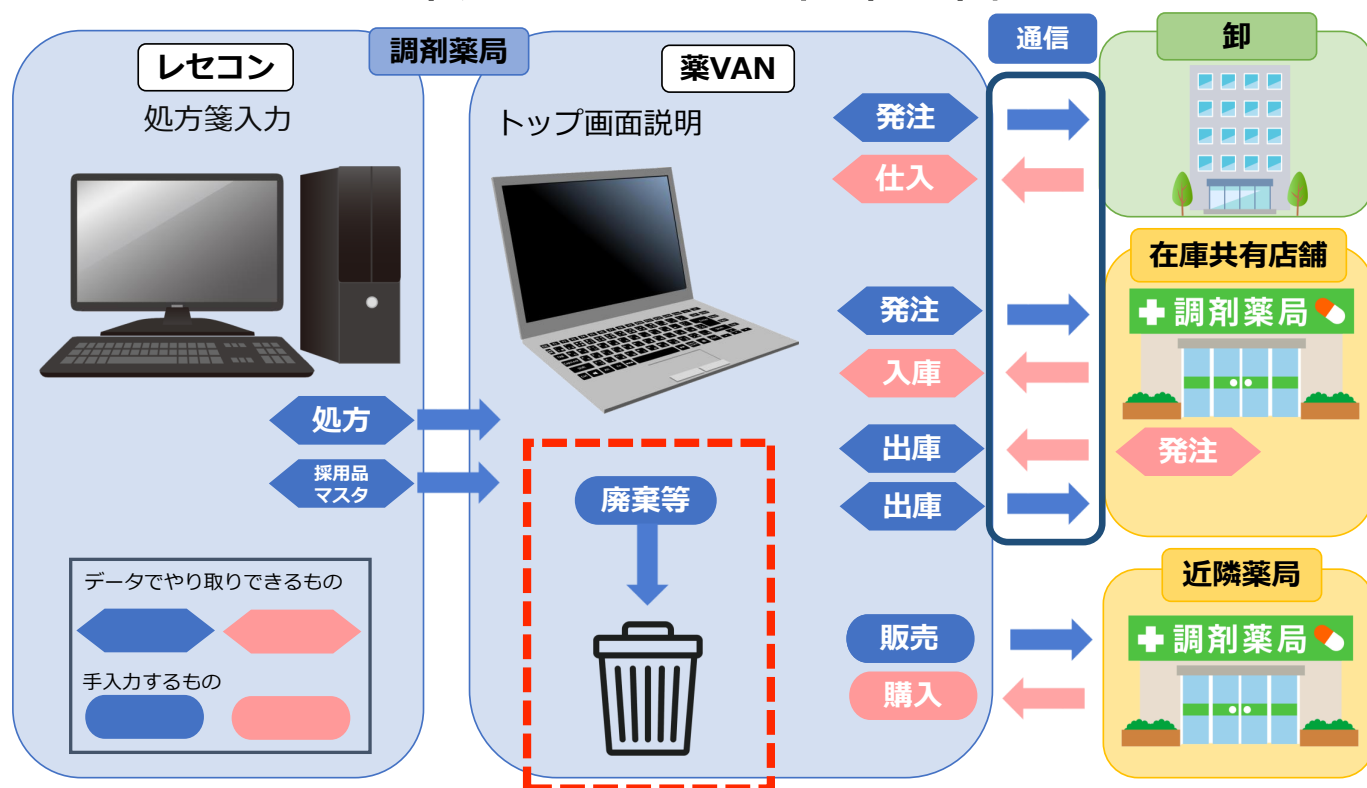 調剤薬局
レセコン
処方箋入力
薬VAN
トップ画面説明
通信
卸
発注
仕入
在庫共有店舗
調剤薬局
発注
入庫
処方
出庫
発注
採用品
マスタ
廃棄等
出庫
データでやり取りできるもの
手入力するもの
近隣薬局
調剤薬局
販売
購入